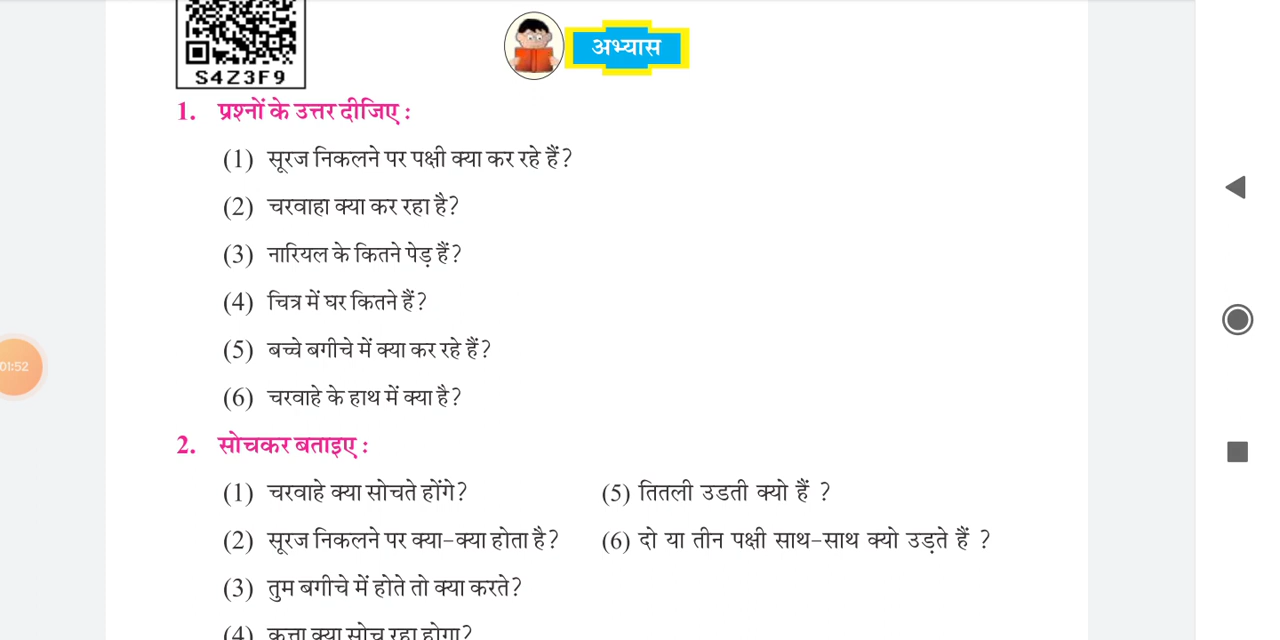 S4Z3F9
अभ्यास
1. प्रश्नों के उत्तर दीजिए :
(1) सूरज निकलने पर पक्षी क्या कर रहे हैं?
(2) चरवाहा क्या कर रहा है?
(3) नारियल के कितने पेड़ हैं?
(4) चित्र में घर कितने हैं?
(5) बच्चे बगीचे में क्या कर रहे हैं?
01:52
(6) चरवाहे के हाथ में क्या है?
2. सोचकर बताइए :
(1) चरवाहे क्या सोचते होंगे?
(5) तितली उडती क्यो हैं ?
(2) सूरज निकलने पर क्या-क्या होता है?
(6) दो या तीन पक्षी साथ-साथ क्यो उड़ते हैं ?
(3) तुम बगीचे में होते तो क्या करते?
(4) कुत्ता क्या सोच रहा होगा?